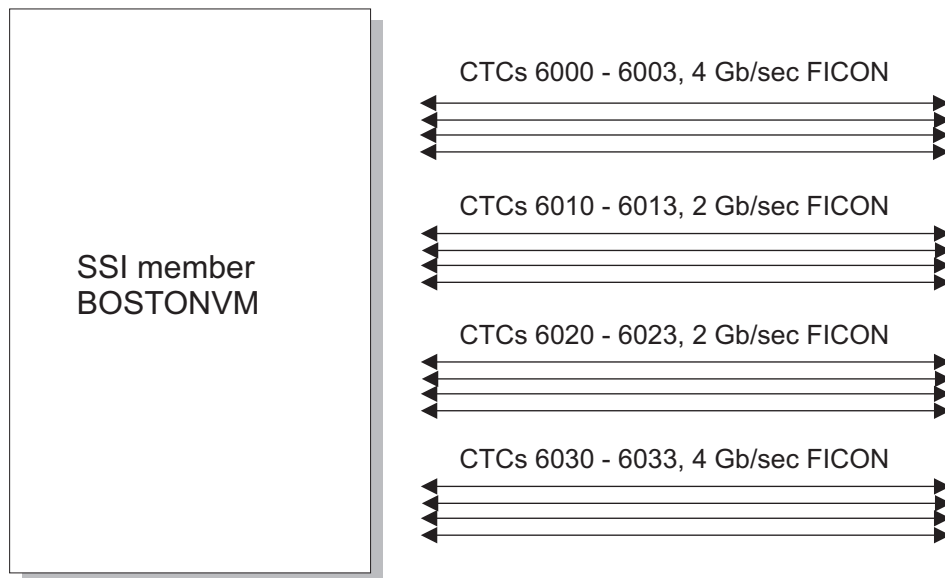 CTCs 6000 - 6003, 4 Gb/sec FICON
CTCs 6010 - 6013, 2 Gb/sec FICON
SSI member
BOSTONVM
CTCs 6020 - 6023, 2 Gb/sec FICON
CTCs 6030 - 6033, 4 Gb/sec FICON